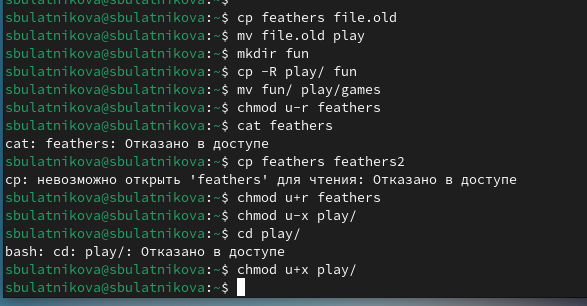 sbulatnikova@sbulatnikova:~$
sbulatnikova@sbulatnikova:~$ cp feathers file.old
sbulatnikova@sbulatnikova:~$ mv file.old play
sbulatnikova@sbulatnikova:~$ mkdir fun
sbulatnikova@sbulatnikova:~$ cp -R play/ fun
sbulatnikova@sbulatnikova:~$ mv fun/ play/games
sbulatnikova@sbulatnikova:~$ chmod u-r feathers
sbulatnikova@sbulatnikova:~$ cat feathers
cat: feathers: Отказано в доступе
sbulatnikova@sbulatnikova:~$ cp feathers feathers2
cp: невозможно открыть 'feathers' для чтения: Отказано в доступе
sbulatnikova@sbulatnikova:~$ chmod u+r feathers
sbulatnikova@sbulatnikova:~$ chmod u-x play/
sbulatnikova@sbulatnikova:~$ cd play/
bash: cd: play/: Отказано в доступе
sbulatnikova@sbulatnikova:~$ chmod u+x play/
sbulatnikova@sbulatnikova:~$